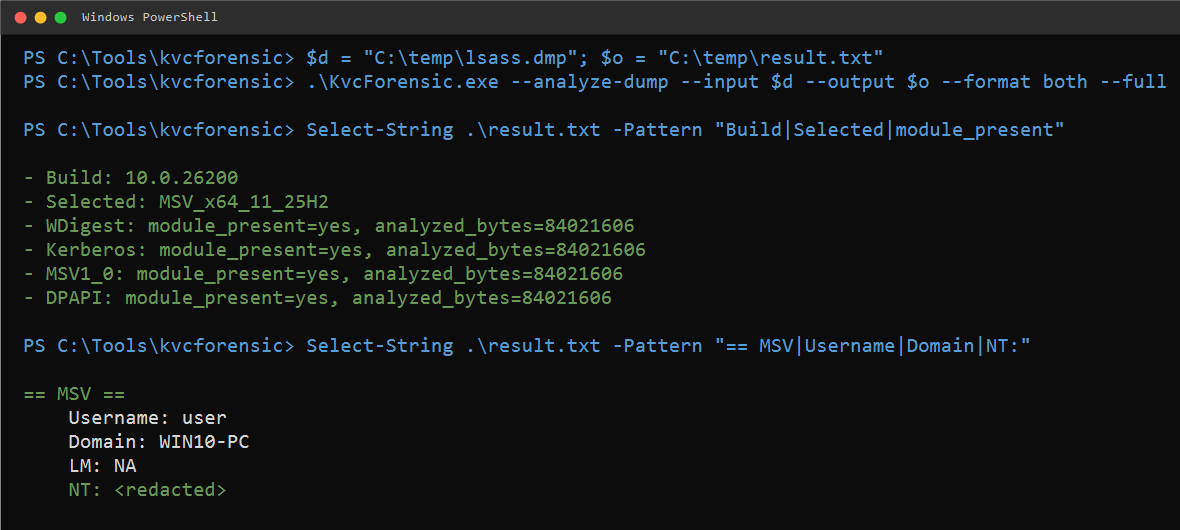 Windows PowerShell
PS C:\Tools\kvcforensic> $d = "C:\temp\lsass.dmp"; $o = "C:\temp\result.txt"
PS C:\Tools\kvcforensic> .\KvcForensic.exe --analyze-dump --input $d --output $o --format both --full
PS C:\Tools\kvcforensic> Select-String .\result.txt -Pattern "Build|Selected|module_present"
- Build: 10.0.26200
- Selected: MSV_x64_11_25H2
- WDigest: module_present=yes, analyzed_bytes=84021606
- Kerberos: module_present=yes, analyzed_bytes=84021606
- MSV1_0: module_present=yes, analyzed_bytes=84021606
- DPAPI: module_present=yes, analyzed_bytes=84021606
PS C:\Tools\kvcforensic> Select-String .\result.txt -Pattern "== MSV|Username|Domain|NT:"
== MSV ==
Username: user
Domain: WIN10-PC
LM: NA
NT: <redacted>